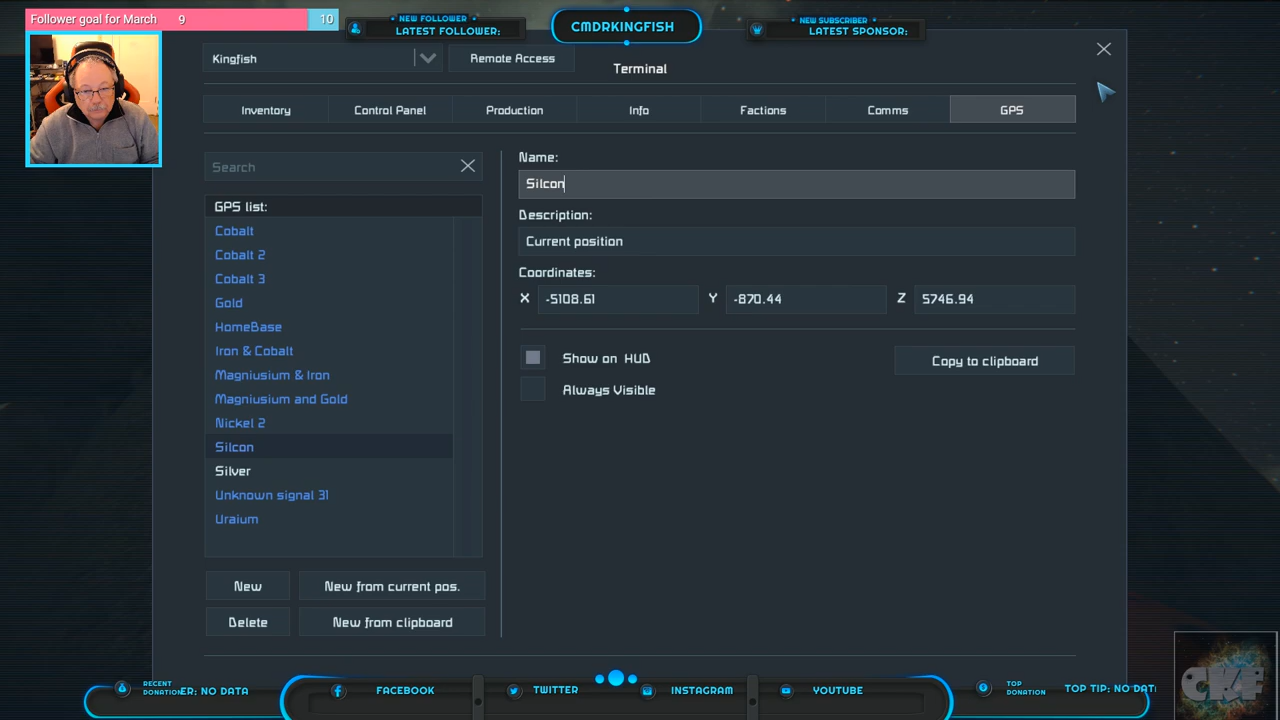 Follower goal for March 9 10
NEW FOLLOWER
LATEST FOLLOWER:
CMDRKINGFISH
NEW SUBSCRIBER
LATEST SPONSOR:
Kingfish
Remote Access
Terminal
Inventory
Control Panel
Production
Info
Factions
Comms
GPS
Search
GPS list:
Cobalt
Cobalt 2
Cobalt 3
Gold
HomeBase
Iron & Cobalt
Magniusium & Iron
Magniusium and Gold
Nickel 2
Silcon
Silver
Unknown signal 31
Uraium
New
New from current pos.
Delete
New from clipboard
Name:
Silcon
Description:
Current position
Coordinates:
X -5108.61 Y -870.44 Z 5746.94
Show on HUD
Copy to clipboard
Always Visible
RECENT
DONATION
ER: NO DATA
FACEBOOK
TWITTER
INSTAGRAM
YOUTUBE
TOP
DONATION
TOP TIP: NO DAT
CKF